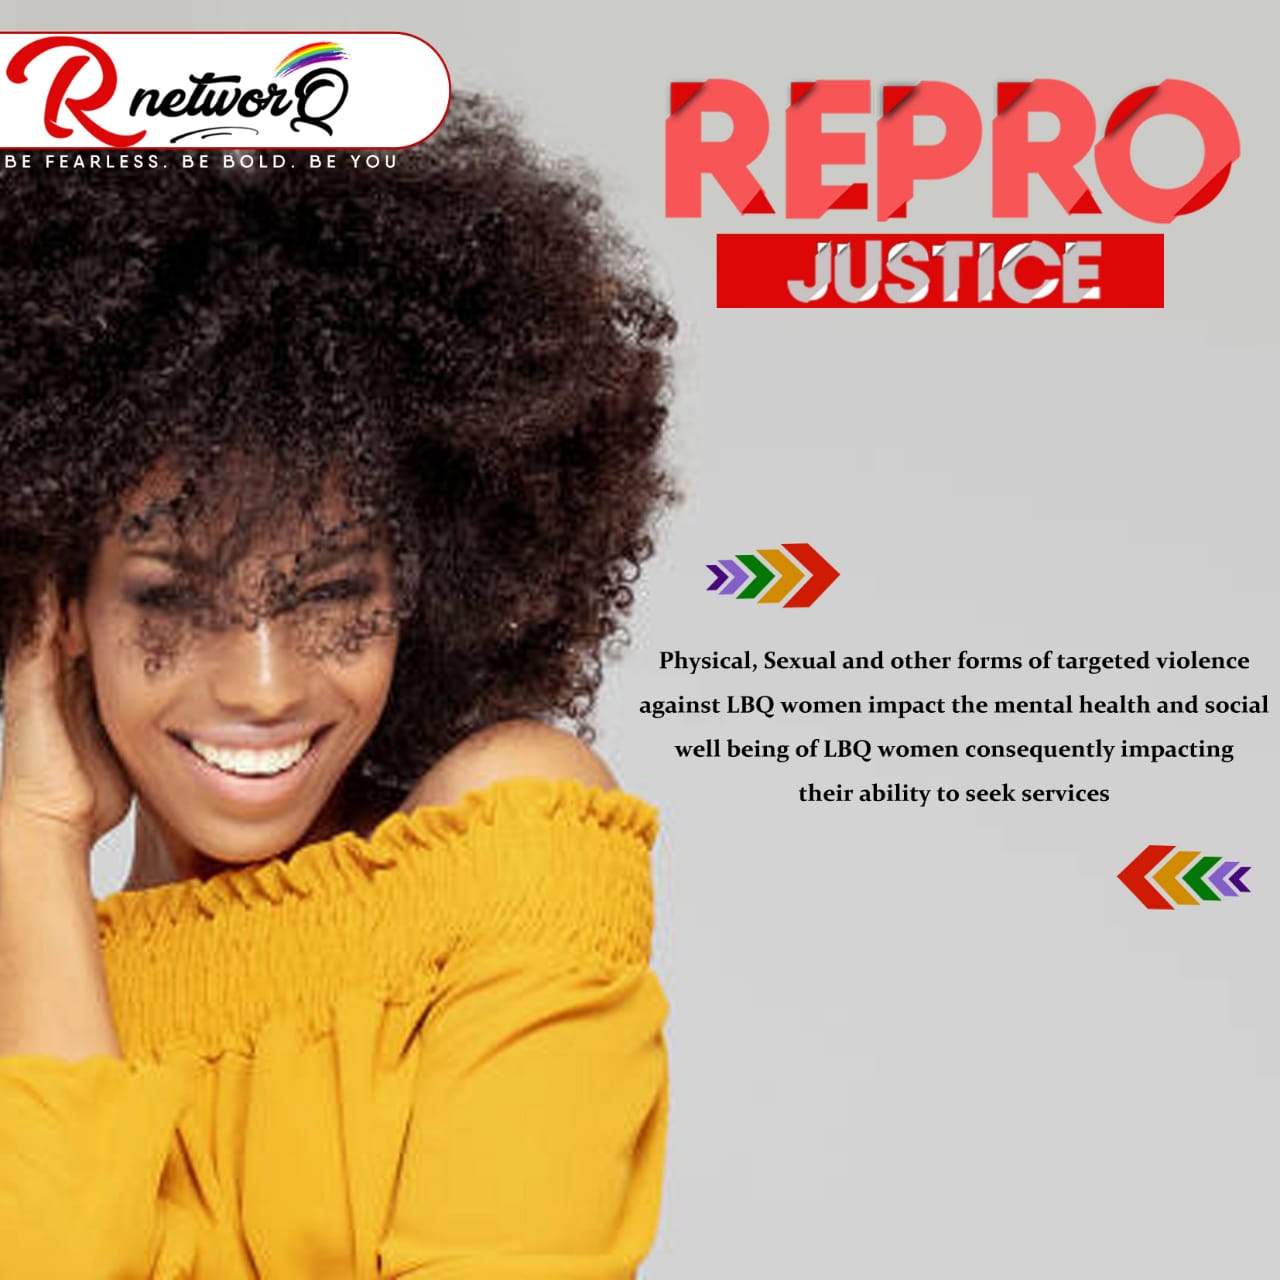 R networQ
BE FEARLESS. BE BOLD. BE YOU
REPRO
JUSTICE
Physical, Sexual and other forms of targeted violence
against LBQ women impact the mental health and social
well being of LBQ women consequently impacting
their ability to seek services